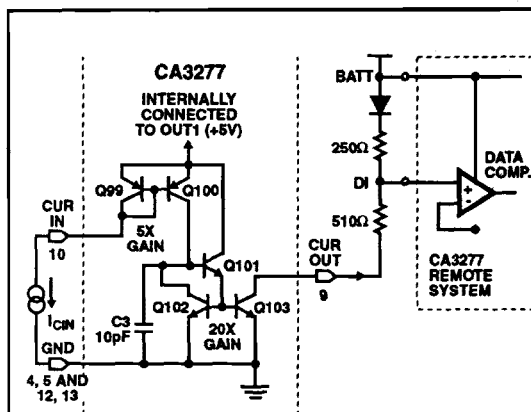 CA3277
INTERNALLY
CONNECTED
TO OUT1 (+5V)
BATT
250Ω
DI
510Ω
DATA
COMP.
+
-
CA3277
REMOTE
SYSTEM
Q99
Q100
5X
GAIN
CUR
IN
10
Q101
CUR
OUT
9
Q102
20X
GAIN
Q103
C3
10pF
ICIN
GND
4, 5 AND
12, 13